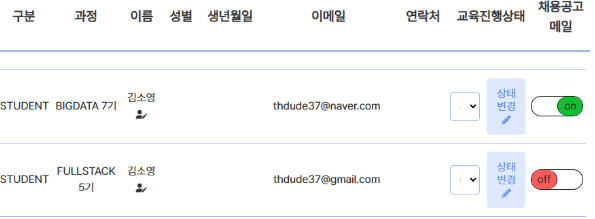 구분 과정 이름 성별 생년월일 이메일 연락처 교육진행상태 채용공고
메일
STUDENT BIGDATA 7기 김소영 thdude37@naver.com 상태
변경 on
STUDENT FULLSTACK
5기 김소영 thdude37@gmail.com 상태
변경 off